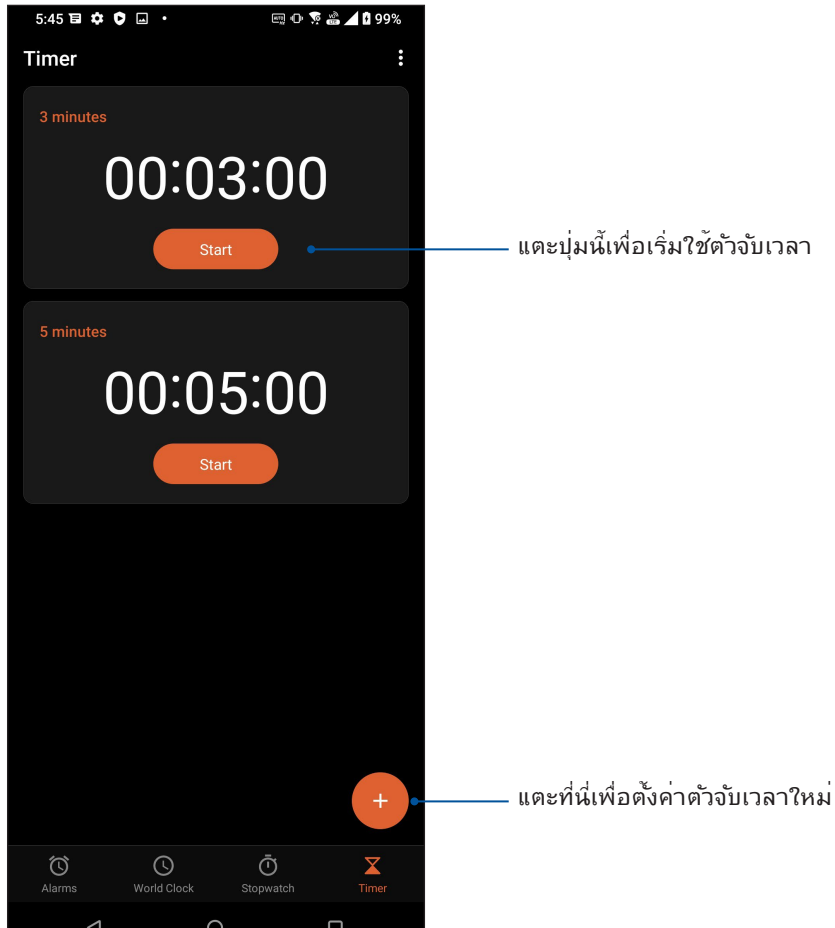 5:45 99%
Timer
3 minutes
00:03:00
Start
แตะปุ่มนี้เพื่อเริ่มใช้ตัวจับเวลา
5 minutes
00:05:00
Start
+
แตะที่นี่เพื่อตั้งค่าตัวจับเวลาใหม่
Alarms World Clock Stopwatch Timer